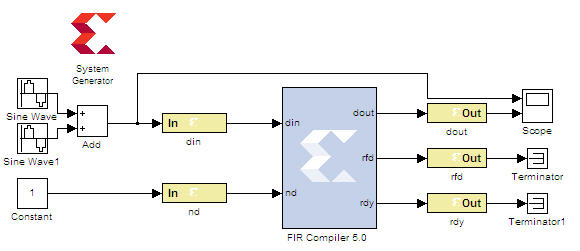 System
Generator
Sine Wave
Sine Wave1
+
+
Add
In
din
1
Constant
In
nd
din
nd
dout
rfd
rdy
FIR Compiler 5.0
Out
dout
Out
rfd
Out
rdy
Scope
Terminator
Terminator1